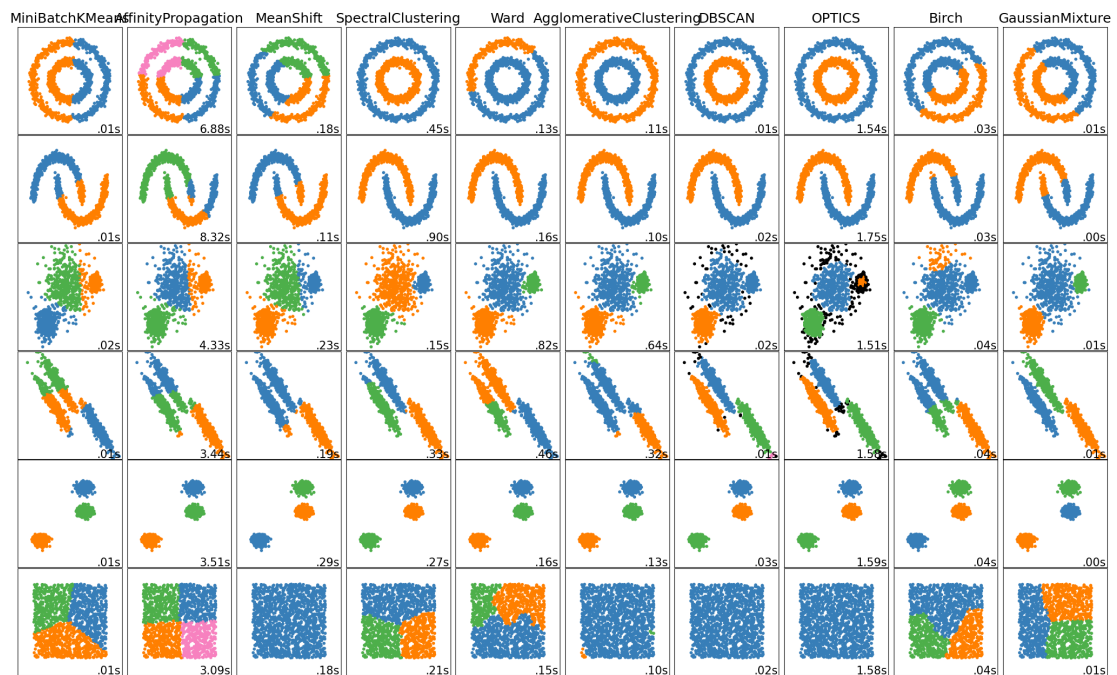 MiniBatchKMeans AffinityPropagation MeanShift SpectralClustering Ward AgglomerativeClustering DBSCAN OPTICS Birch GaussianMixture
.01s 6.88s .18s .45s .13s .11s .01s 1.54s .03s .01s
.01s 8.32s .11s .90s .16s .10s .02s 1.75s .03s .00s
.02s 4.33s .23s .15s .82s .64s .02s 1.51s .04s .01s
.01s 3.44s .19s .33s .46s .32s .01s .04s .01s
.01s 3.51s .29s .27s .16s .13s .03s 1.59s .04s .00s
.01s 3.09s .18s .21s .15s .10s .02s 1.58s .04s .01s